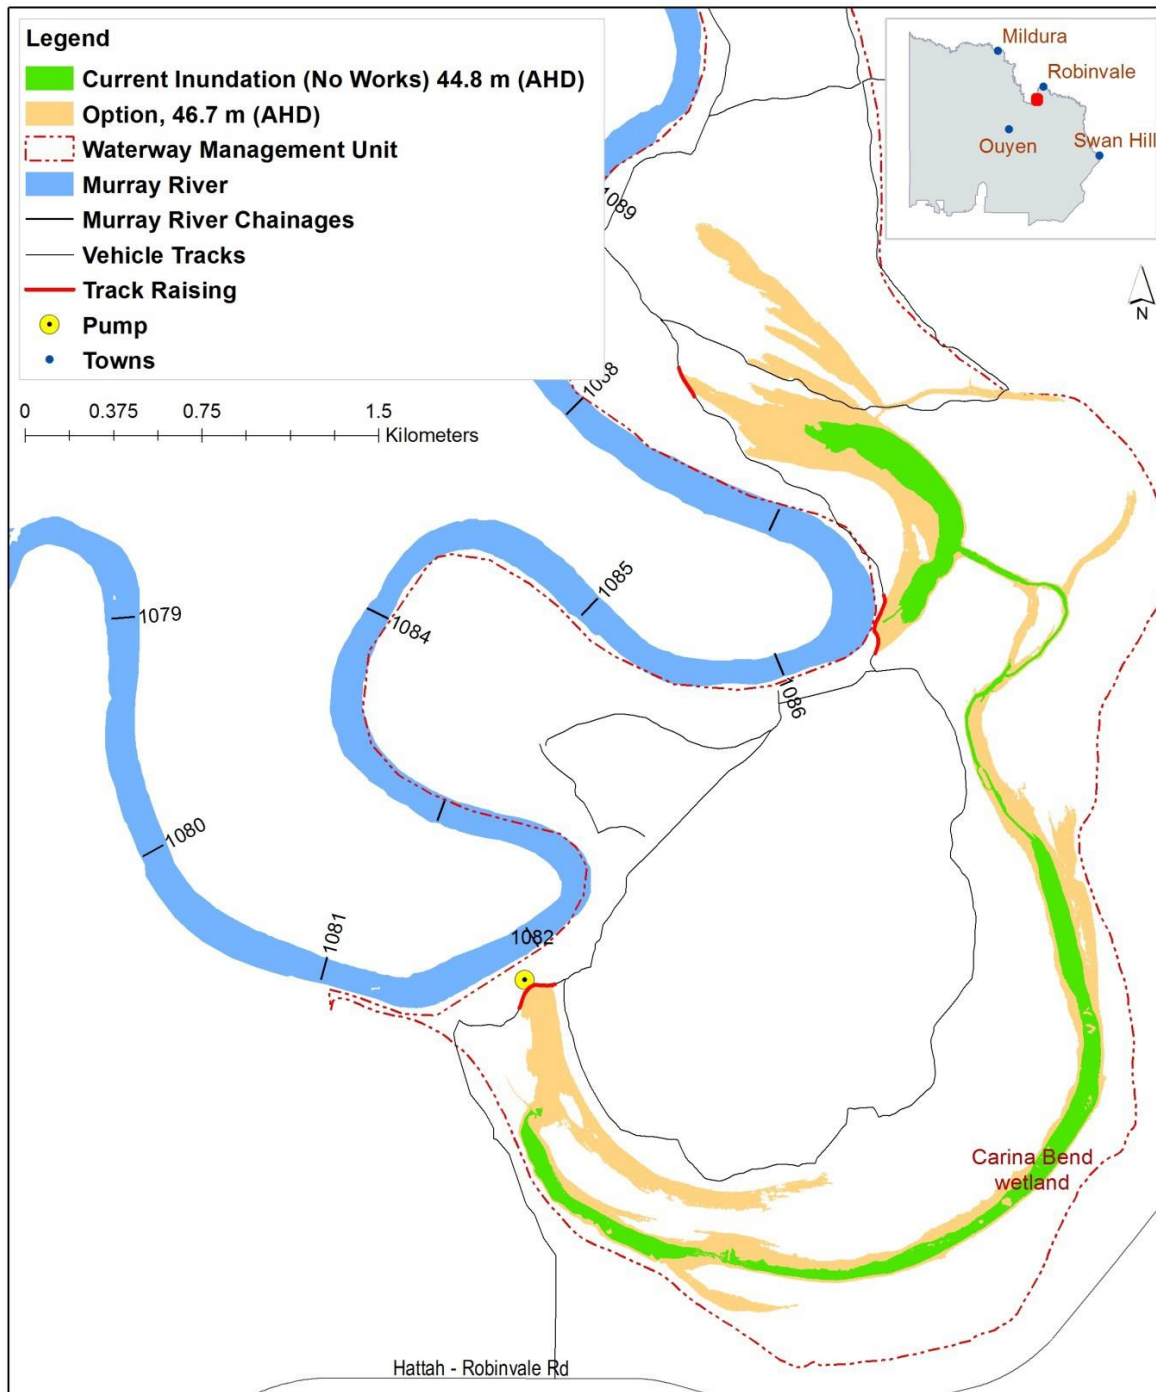 Legend
Current Inundation (No Works) 44.8 m (AHD)
Option, 46.7 m (AHD)
Waterway Management Unit
Murray River
Murray River Chainages
Vehicle Tracks
Track Raising
Pump
Towns
0 0.375 0.75 1.5
Kilometers
Mildura
Robinvale
Ouyen
Swan Hill
N
1089
1088
1085
1084
1079
1086
1080
1081
1082
Carina Bend
wetland
Hattah - Robinvale Rd